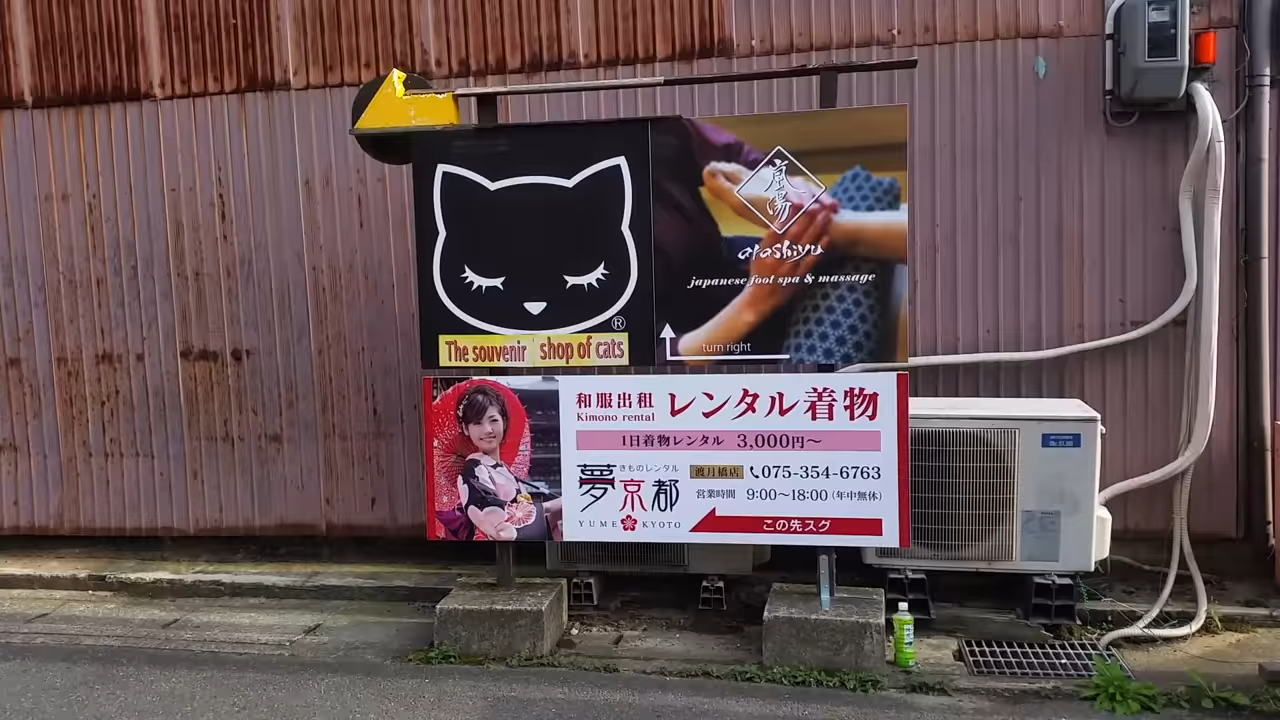 ®
The souvenir shop of cats
嵐湯
arashiyu
japanese foot spa & massage
turn right
和服出租
Kimono rental
レンタル着物
1日着物レンタル 3,000円～
きものレンタル
夢京都
YUME KYOTO
渡月橋店 075-354-6763
営業時間 9:00～18:00 (年中無休)
この先スグ